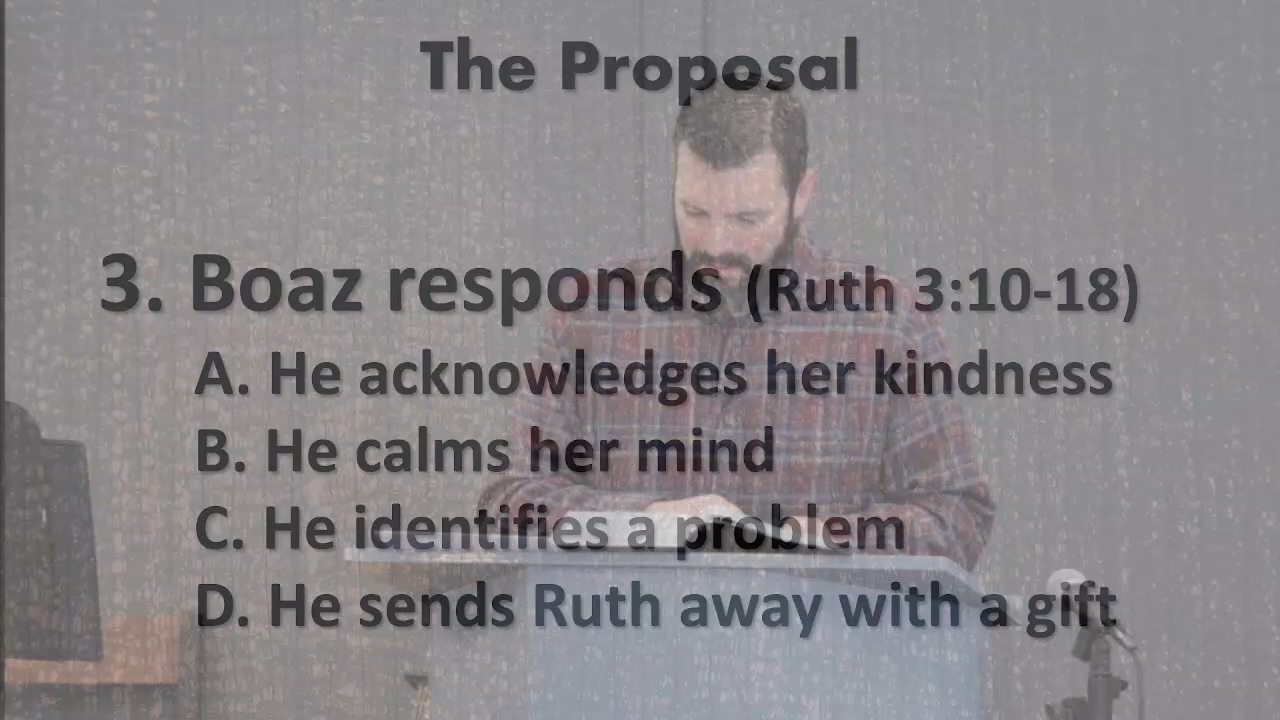 The Proposal
3. Boaz responds (Ruth 3:10-18)
A. He acknowledges her kindness
B. He calms her mind
C. He identifies a problem
D. He sends Ruth away with a gift